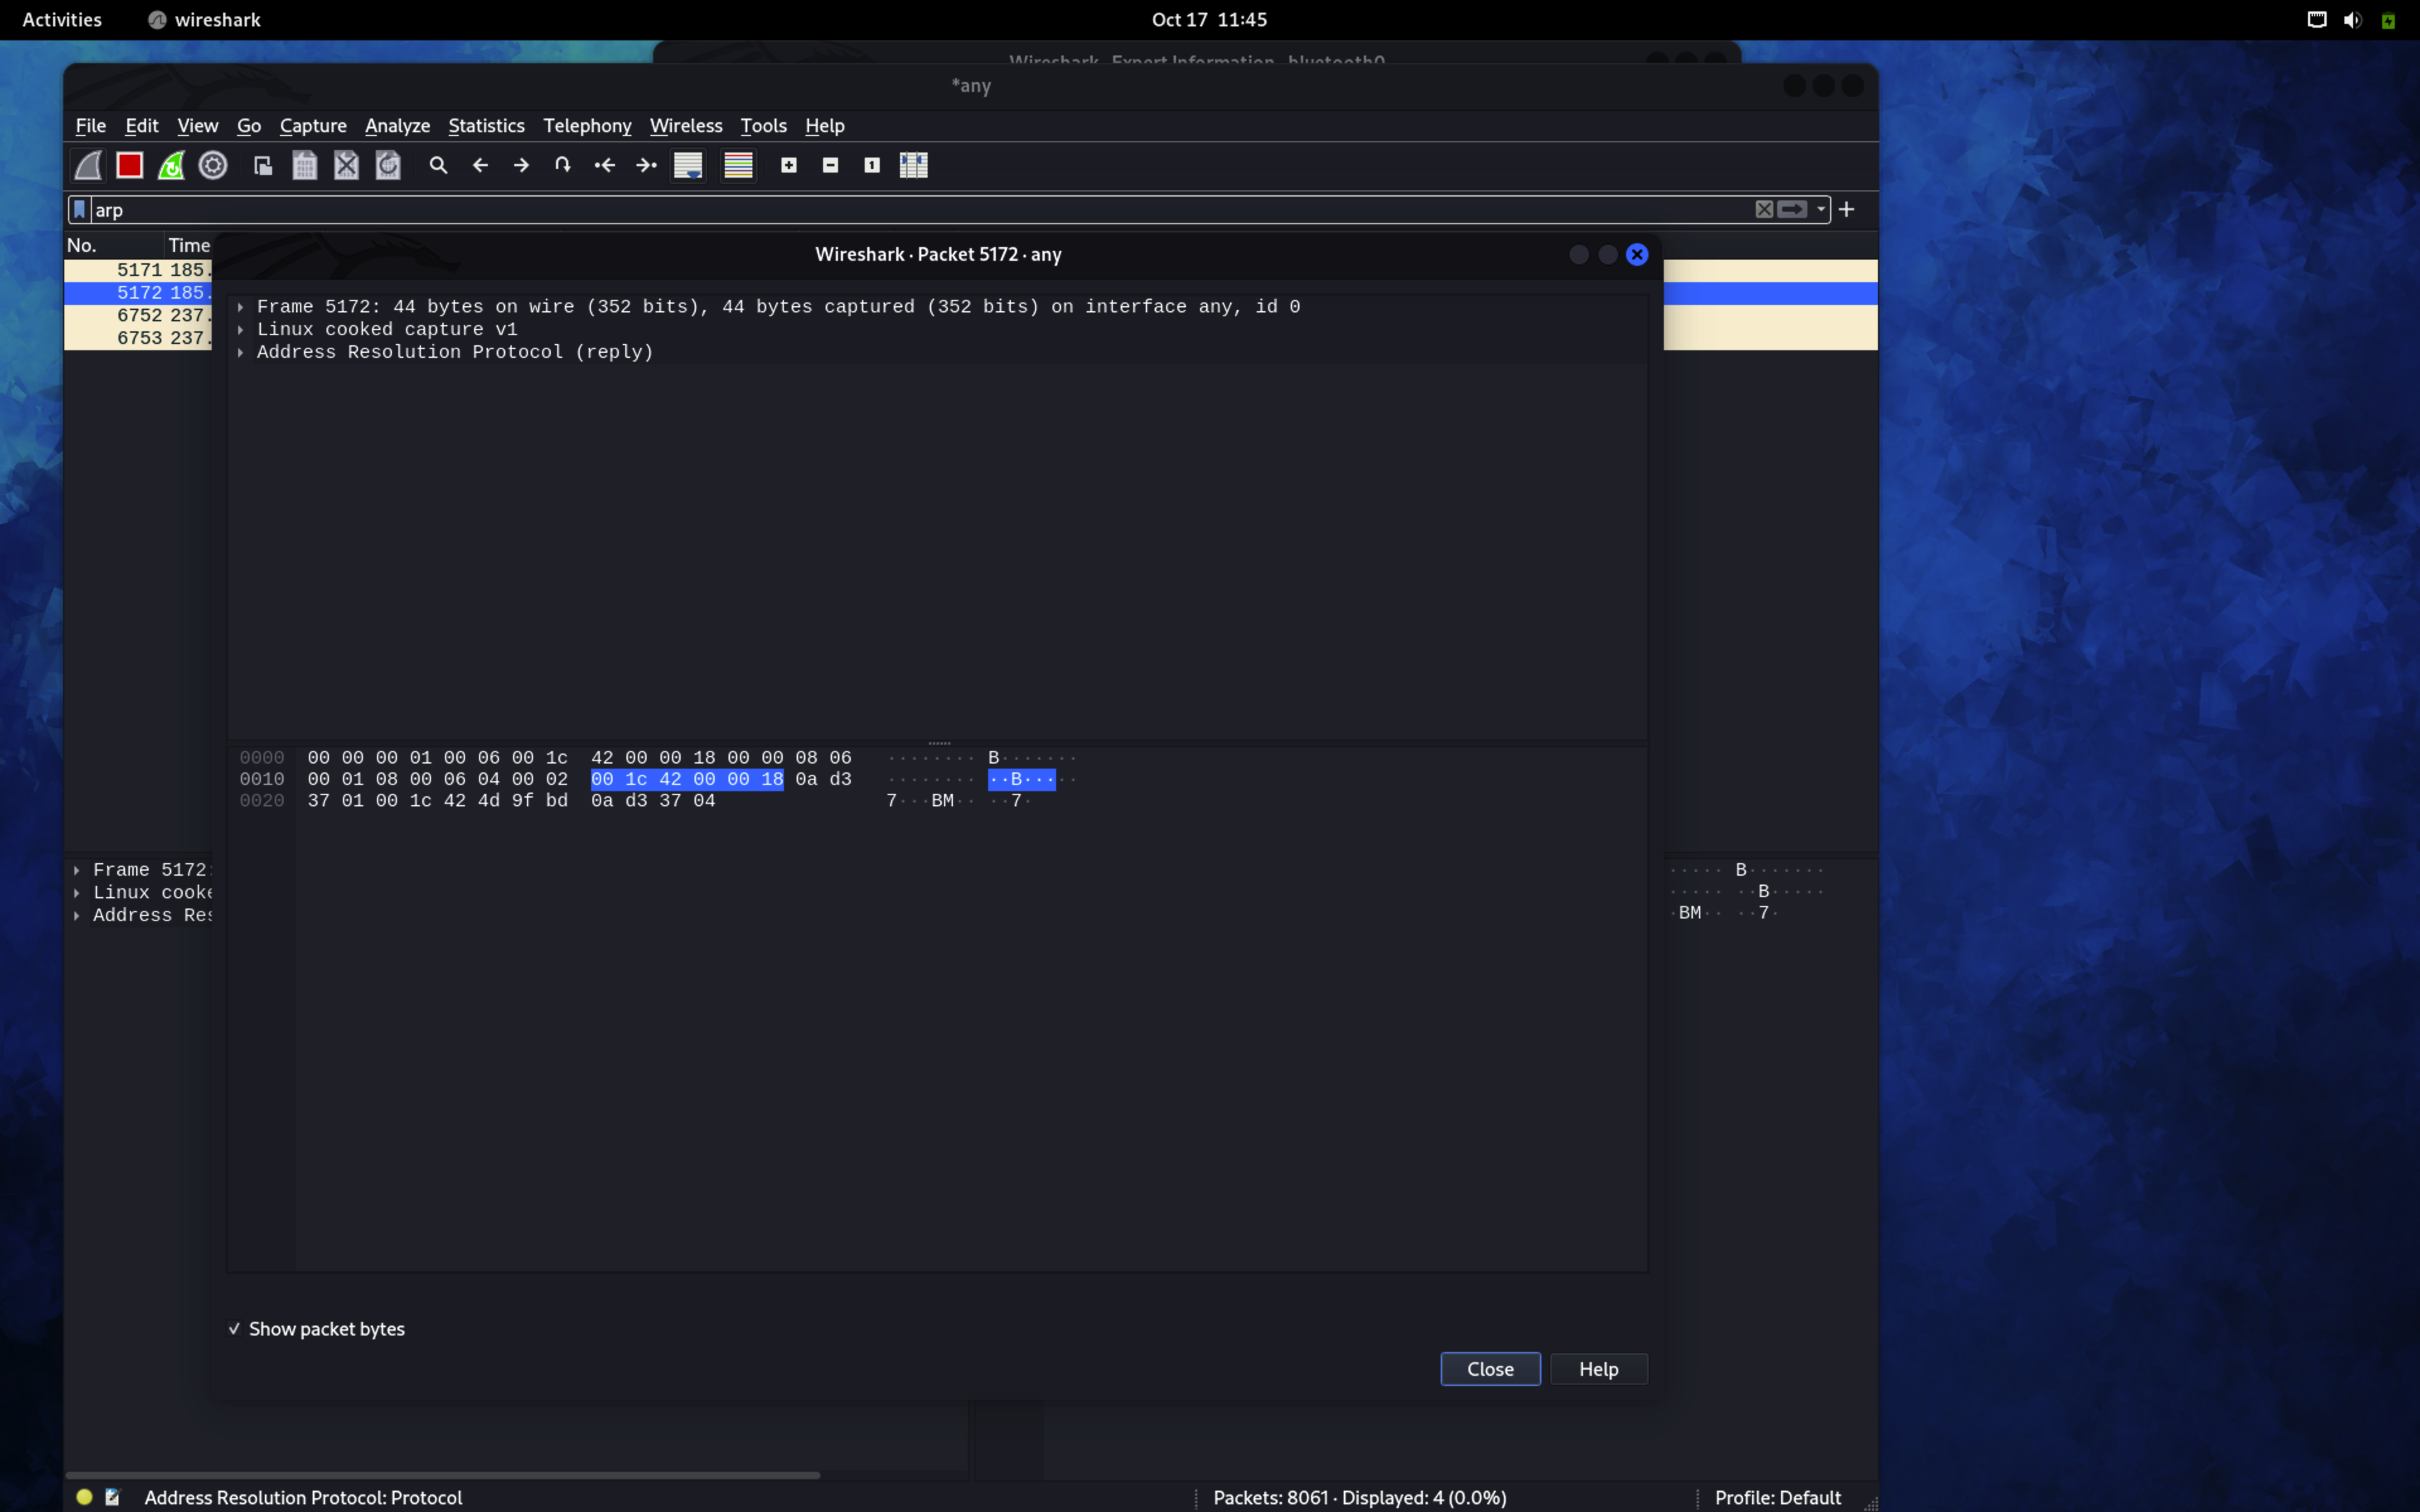 Activities wireshark Oct 17 11:45
Wireshark · Expert Information · bluetooth0
*any
File Edit View Go Capture Analyze Statistics Telephony Wireless Tools Help
arp
No. Time
Wireshark · Packet 5172 · any
5171 185.
5172 185.
6752 237.
6753 237.
Frame 5172: 44 bytes on wire (352 bits), 44 bytes captured (352 bits) on interface any, id 0
Linux cooked capture v1
Address Resolution Protocol (reply)
0000 00 00 00 01 00 06 00 1c 42 00 00 18 00 00 08 06 ········ B·······
0010 00 01 08 00 06 04 00 02 00 1c 42 00 00 18 0a d3 ········ ··B·····
0020 37 01 00 1c 42 4d 9f bd 0a d3 37 04 7···BM·· ··7·
Frame 5172: ····· B·······
Linux cooke ····· ··B·····
Address Res ·BM·· ··7·
Show packet bytes
Close Help
Address Resolution Protocol: Protocol Packets: 8061 · Displayed: 4 (0.0%) Profile: Default